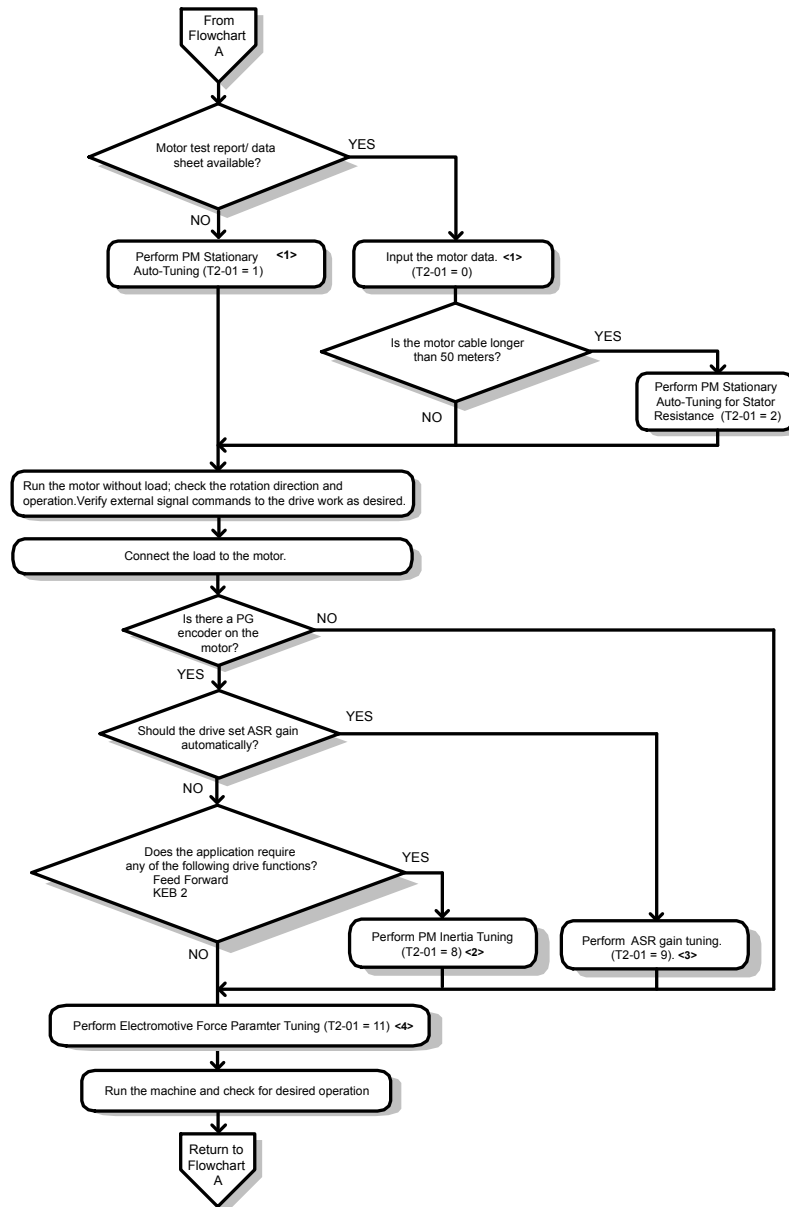 From
Flowchart
A
Motor test report/ data
sheet available?
YES
NO
Perform PM Stationary <1>
Auto-Tuning (T2-01 = 1)
Input the motor data. <1>
(T2-01 = 0)
Is the motor cable longer
than 50 meters?
YES
NO
Perform PM Stationary
Auto-Tuning for Stator
Resistance (T2-01 = 2)
Run the motor without load; check the rotation direction and
operation.Verify external signal commands to the drive work as desired.
Connect the load to the motor.
Is there a PG
encoder on the
motor?
NO
YES
Should the drive set ASR gain
automatically?
YES
NO
Does the application require
any of the following drive functions?
Feed Forward
KEB 2
YES
NO
Perform PM Inertia Tuning
(T2-01 = 8) <2>
Perform ASR gain tuning.
(T2-01 = 9). <3>
Perform Electromotive Force Paramter Tuning (T2-01 = 11) <4>
Run the machine and check for desired operation
Return to
Flowchart
A